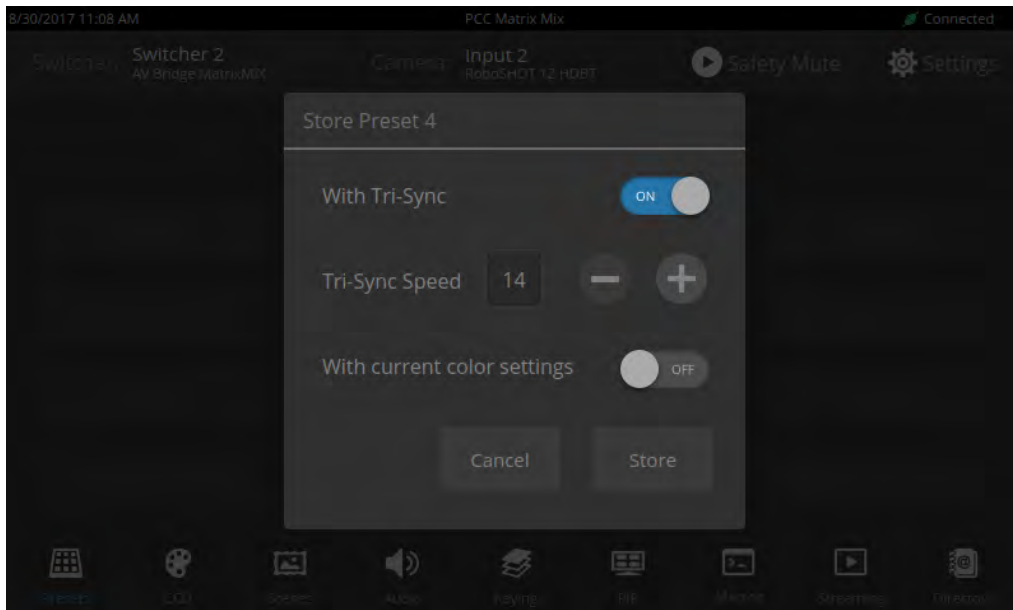 8/30/2017 11:08 AM PCC Matrix Mix Connected
Switcher: Switcher 2 Camera: Input 2 Safety Mute Settings
AV Bridge MatrixMIX RoboSHOT 12 HDBT
Store Preset 4
With Tri-Sync ON
Tri-Sync Speed 14
With current color settings OFF
Cancel Store
Presets CCU Scenes Audio Keying PIP Macros Streaming Directory